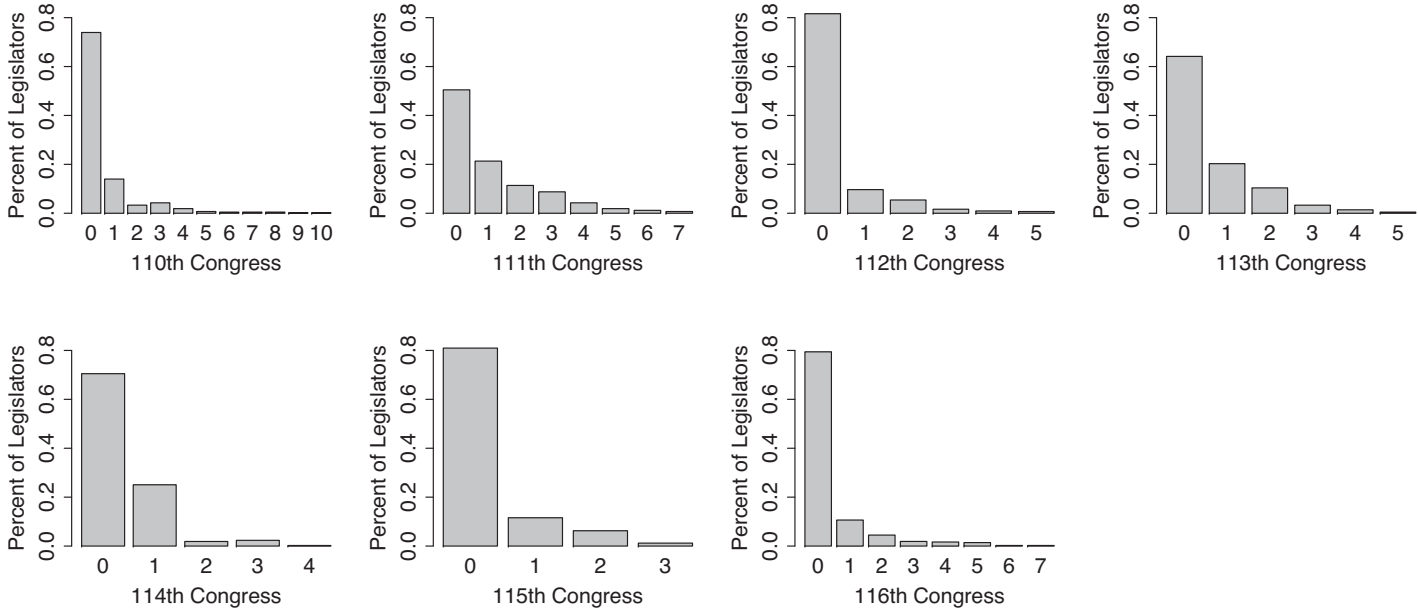 Percent of Legislators
0.8
0.6
0.4
0.2
0.0
0 1 2 3 4 5 6 7 8 9 10
110th Congress
Percent of Legislators
0.8
0.6
0.4
0.2
0.0
0 1 2 3 4 5 6 7
111th Congress
Percent of Legislators
0.8
0.6
0.4
0.2
0.0
0 1 2 3 4 5
112th Congress
Percent of Legislators
0.8
0.6
0.4
0.2
0.0
0 1 2 3 4 5
113th Congress
Percent of Legislators
0.8
0.6
0.4
0.2
0.0
0 1 2 3 4
114th Congress
Percent of Legislators
0.8
0.6
0.4
0.2
0.0
0 1 2 3
115th Congress
Percent of Legislators
0.8
0.6
0.4
0.2
0.0
0 1 2 3 4 5 6 7
116th Congress